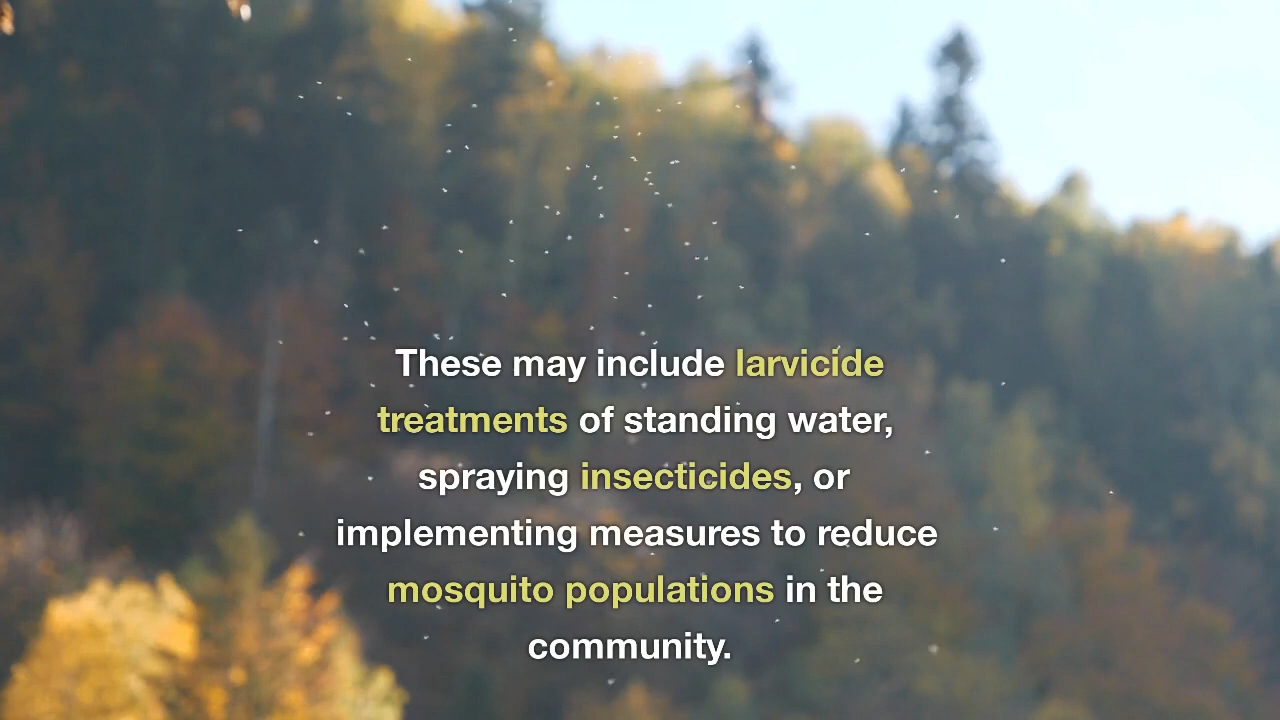 These may include larvicide
treatments of standing water,
spraying insecticides, or
implementing measures to reduce
mosquito populations in the
community.